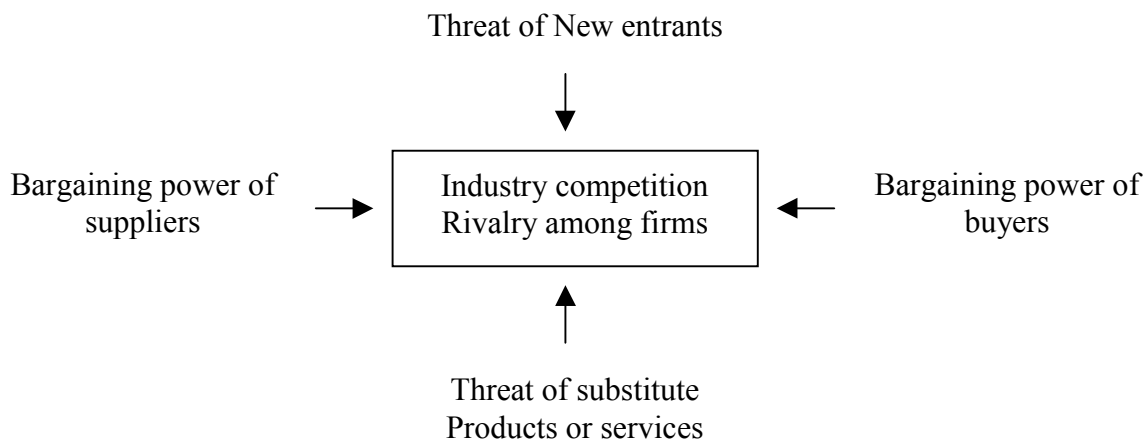 Threat of New entrants
Bargaining power of
suppliers
Industry competition
Rivalry among firms
Bargaining power of
buyers
Threat of substitute
Products or services